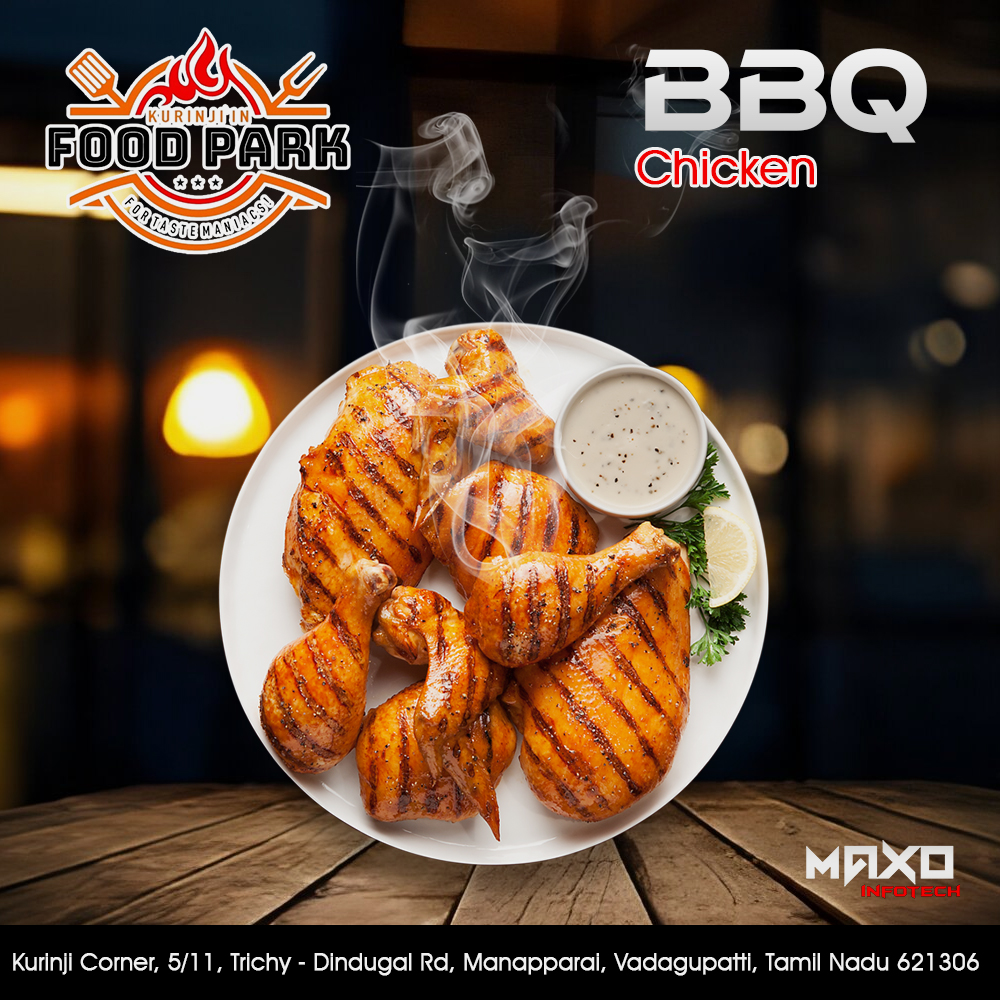 KURINJI IN
FOOD PARK
FOR TASTE MANIACS!
BBQ
Chicken
MAXO
INFOTECH
Kurinji Corner, 5/11, Trichy - Dindugal Rd, Manapparai, Vadagupatti, Tamil Nadu 621306